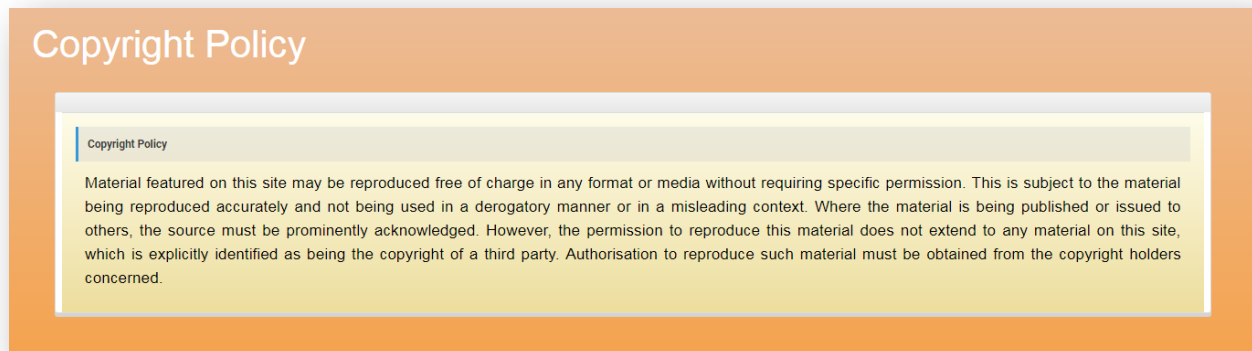 Copyright Policy
Copyright Policy
Material featured on this site may be reproduced free of charge in any format or media without requiring specific permission. This is subject to the material
being reproduced accurately and not being used in a derogatory manner or in a misleading context. Where the material is being published or issued to
others, the source must be prominently acknowledged. However, the permission to reproduce this material does not extend to any material on this site,
which is explicitly identified as being the copyright of a third party. Authorisation to reproduce such material must be obtained from the copyright holders
concerned.